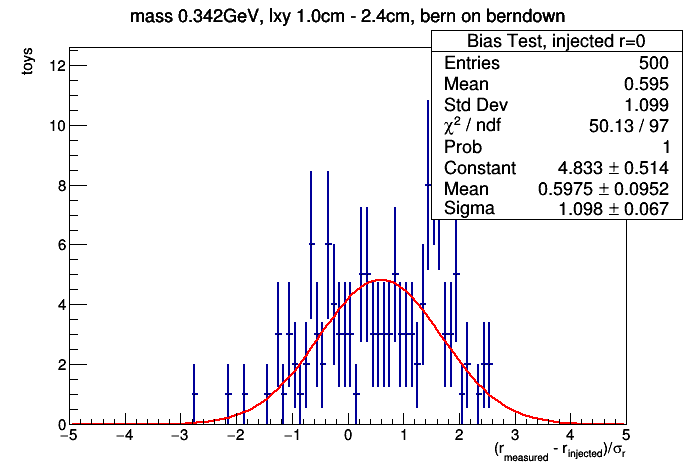 mass 0.342GeV, lxy 1.0cm - 2.4cm, bern on berndown
Bias Test, injected r=0
Entries 500
Mean 0.595
Std Dev 1.099
χ² / ndf 50.13 / 97
Prob 1
Constant 4.833 ± 0.514
Mean 0.5975 ± 0.0952
Sigma 1.098 ± 0.067
toys
12
10
8
6
4
2
0
−5 −4 −3 −2 −1 0 1 2 3 4 5
(r_measured - r_injected)/σ_r